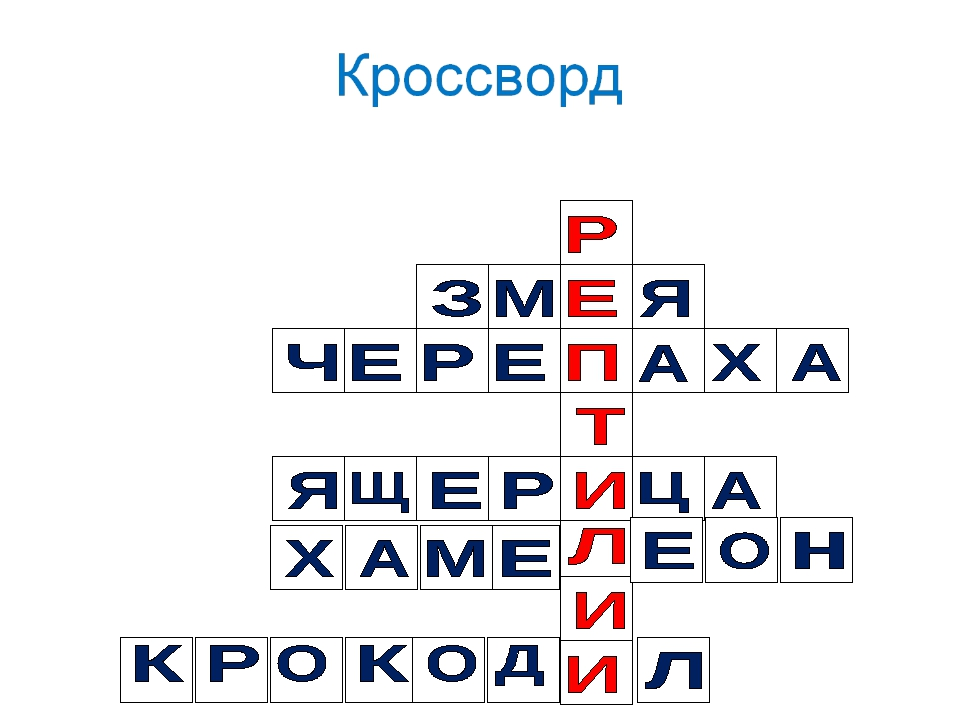 Кроссворд
Р
ЗМЕЯ
ЧЕРЕПАХА
Т
ЯЩЕРИЦА
ХАМЕЛЕОН
И
КРОКОДИЛ